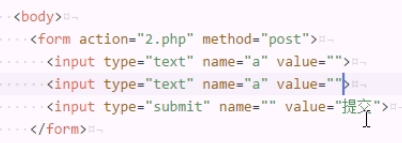 <body>
<form action="2.php" method="post">
<input type="text" name="a" value="">
<input type="text" name="a" value="">
<input type="submit" name="" value="提交">
</form>